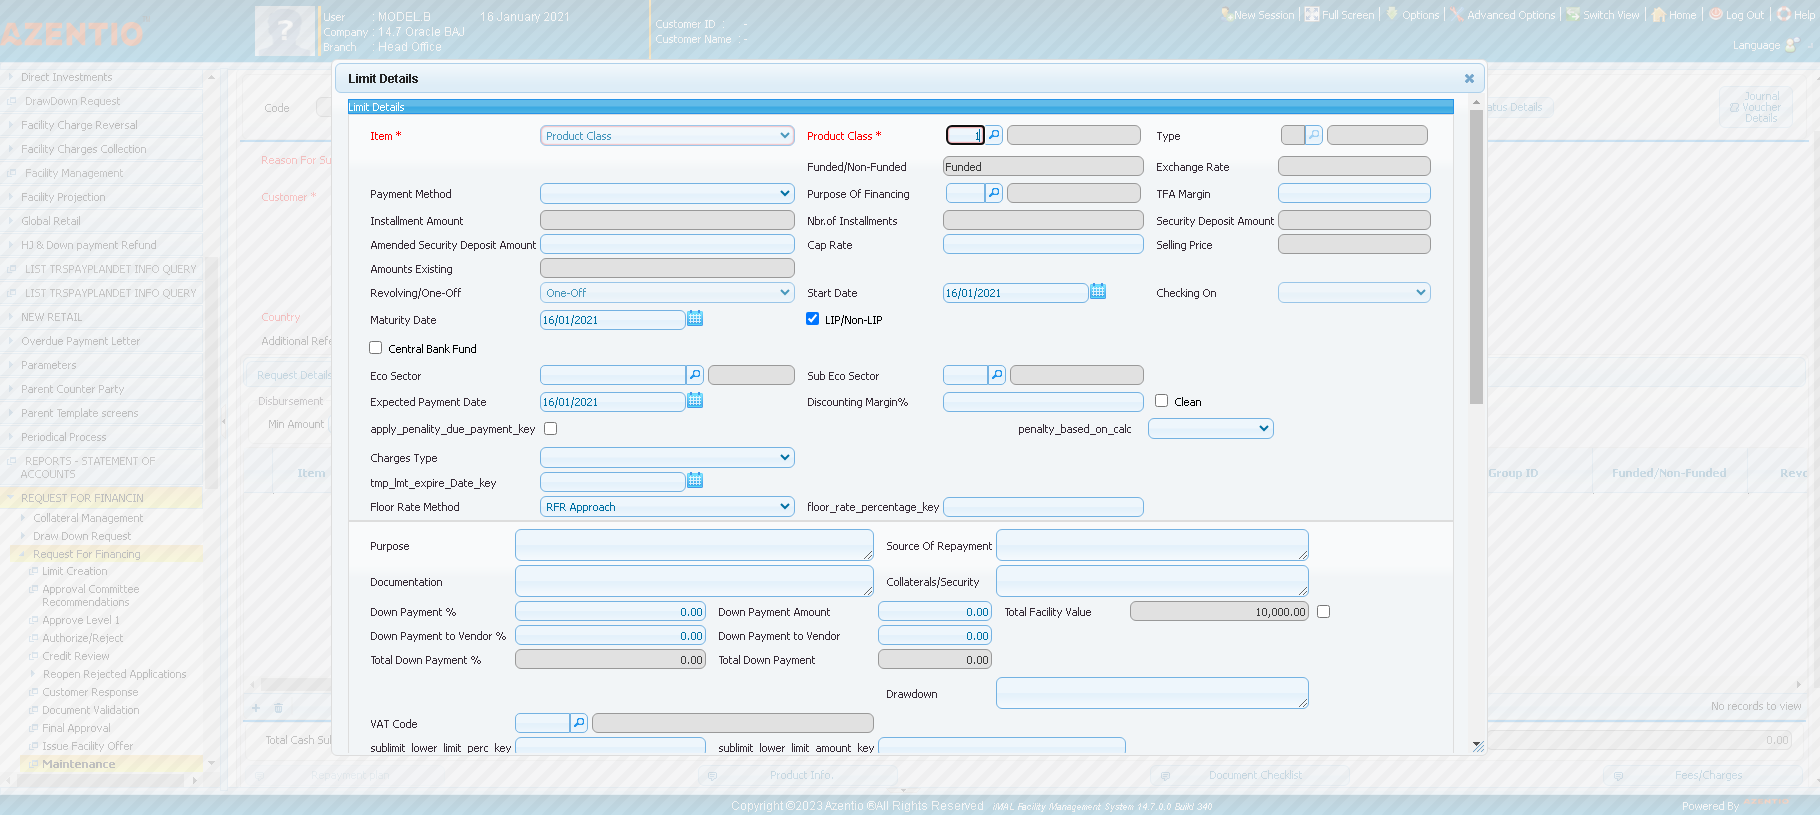 AZENTIO
User : MODEL B 16 January 2021
Company : 14.7 Oracle BAJ
Branch : Head Office
Customer ID : -
Customer Name : -
New Session Full Screen Options Advanced Options Switch View Home Log Out Help
Language
Direct Investments
DrawDown Request
Facility Charge Reversal
Facility Charges Collection
Facility Management
Facility Projection
Global Retail
HJ & Down payment Refund
LIST TRSPAYPLANDET INFO QUERY
LIST TRSPAYPLANDET INFO QUERY
NEW RETAIL
Overdue Payment Letter
Parameters
Parent Counter Party
Parent Template screens
Periodical Process
REPORTS - STATEMENT OF
ACCOUNTS
REQUEST FOR FINANCIN
Collateral Management
Draw Down Request
Request For Financing
Limit Creation
Approval Committee
Recommendations
Approve Level 1
Authorize/Reject
Credit Review
Reopen Rejected Applications
Customer Response
Document Validation
Final Approval
Issue Facility Offer
Maintenance
Code
Reason For Su
Customer *
Country
Additional Refe
Request Details
Disbursement
Min Amount
Item
Total Cash Sub
atus Details
Journal
Voucher
Details
Group ID Funded/Non-Funded Revo
No records to view
0.00
Limit Details
Limit Details
Item * Product Class Product Class * 1 Type
Funded/Non-Funded Funded Exchange Rate
Payment Method Purpose Of Financing TFA Margin
Installment Amount Nbr.of Installments Security Deposit Amount
Amended Security Deposit Amount Cap Rate Selling Price
Amounts Existing
Revolving/One-Off One-Off Start Date 16/01/2021 Checking On
Maturity Date 16/01/2021 LIP/Non-LIP
Central Bank Fund
Eco Sector Sub Eco Sector
Expected Payment Date 16/01/2021 Discounting Margin% Clean
apply_penality_due_payment_key penalty_based_on_calc
Charges Type
tmp_lmt_expire_Date_key
Floor Rate Method RFR Approach floor_rate_percentage_key
Purpose Source Of Repayment
Documentation Collaterals/Security
Down Payment % 0.00 Down Payment Amount 0.00 Total Facility Value 10,000.00
Down Payment to Vendor % 0.00 Down Payment to Vendor 0.00
Total Down Payment % 0.00 Total Down Payment 0.00
Drawdown
VAT Code
sublimit_lower_limit_perc_key sublimit_lower_limit_amount_key
Repayment plan Product Info. Document Checklist Fees/Charges
Copyright ©2023 Azentio ®All Rights Reserved iMAL Facility Management System 14.7.0.0 Build 340
Powered By